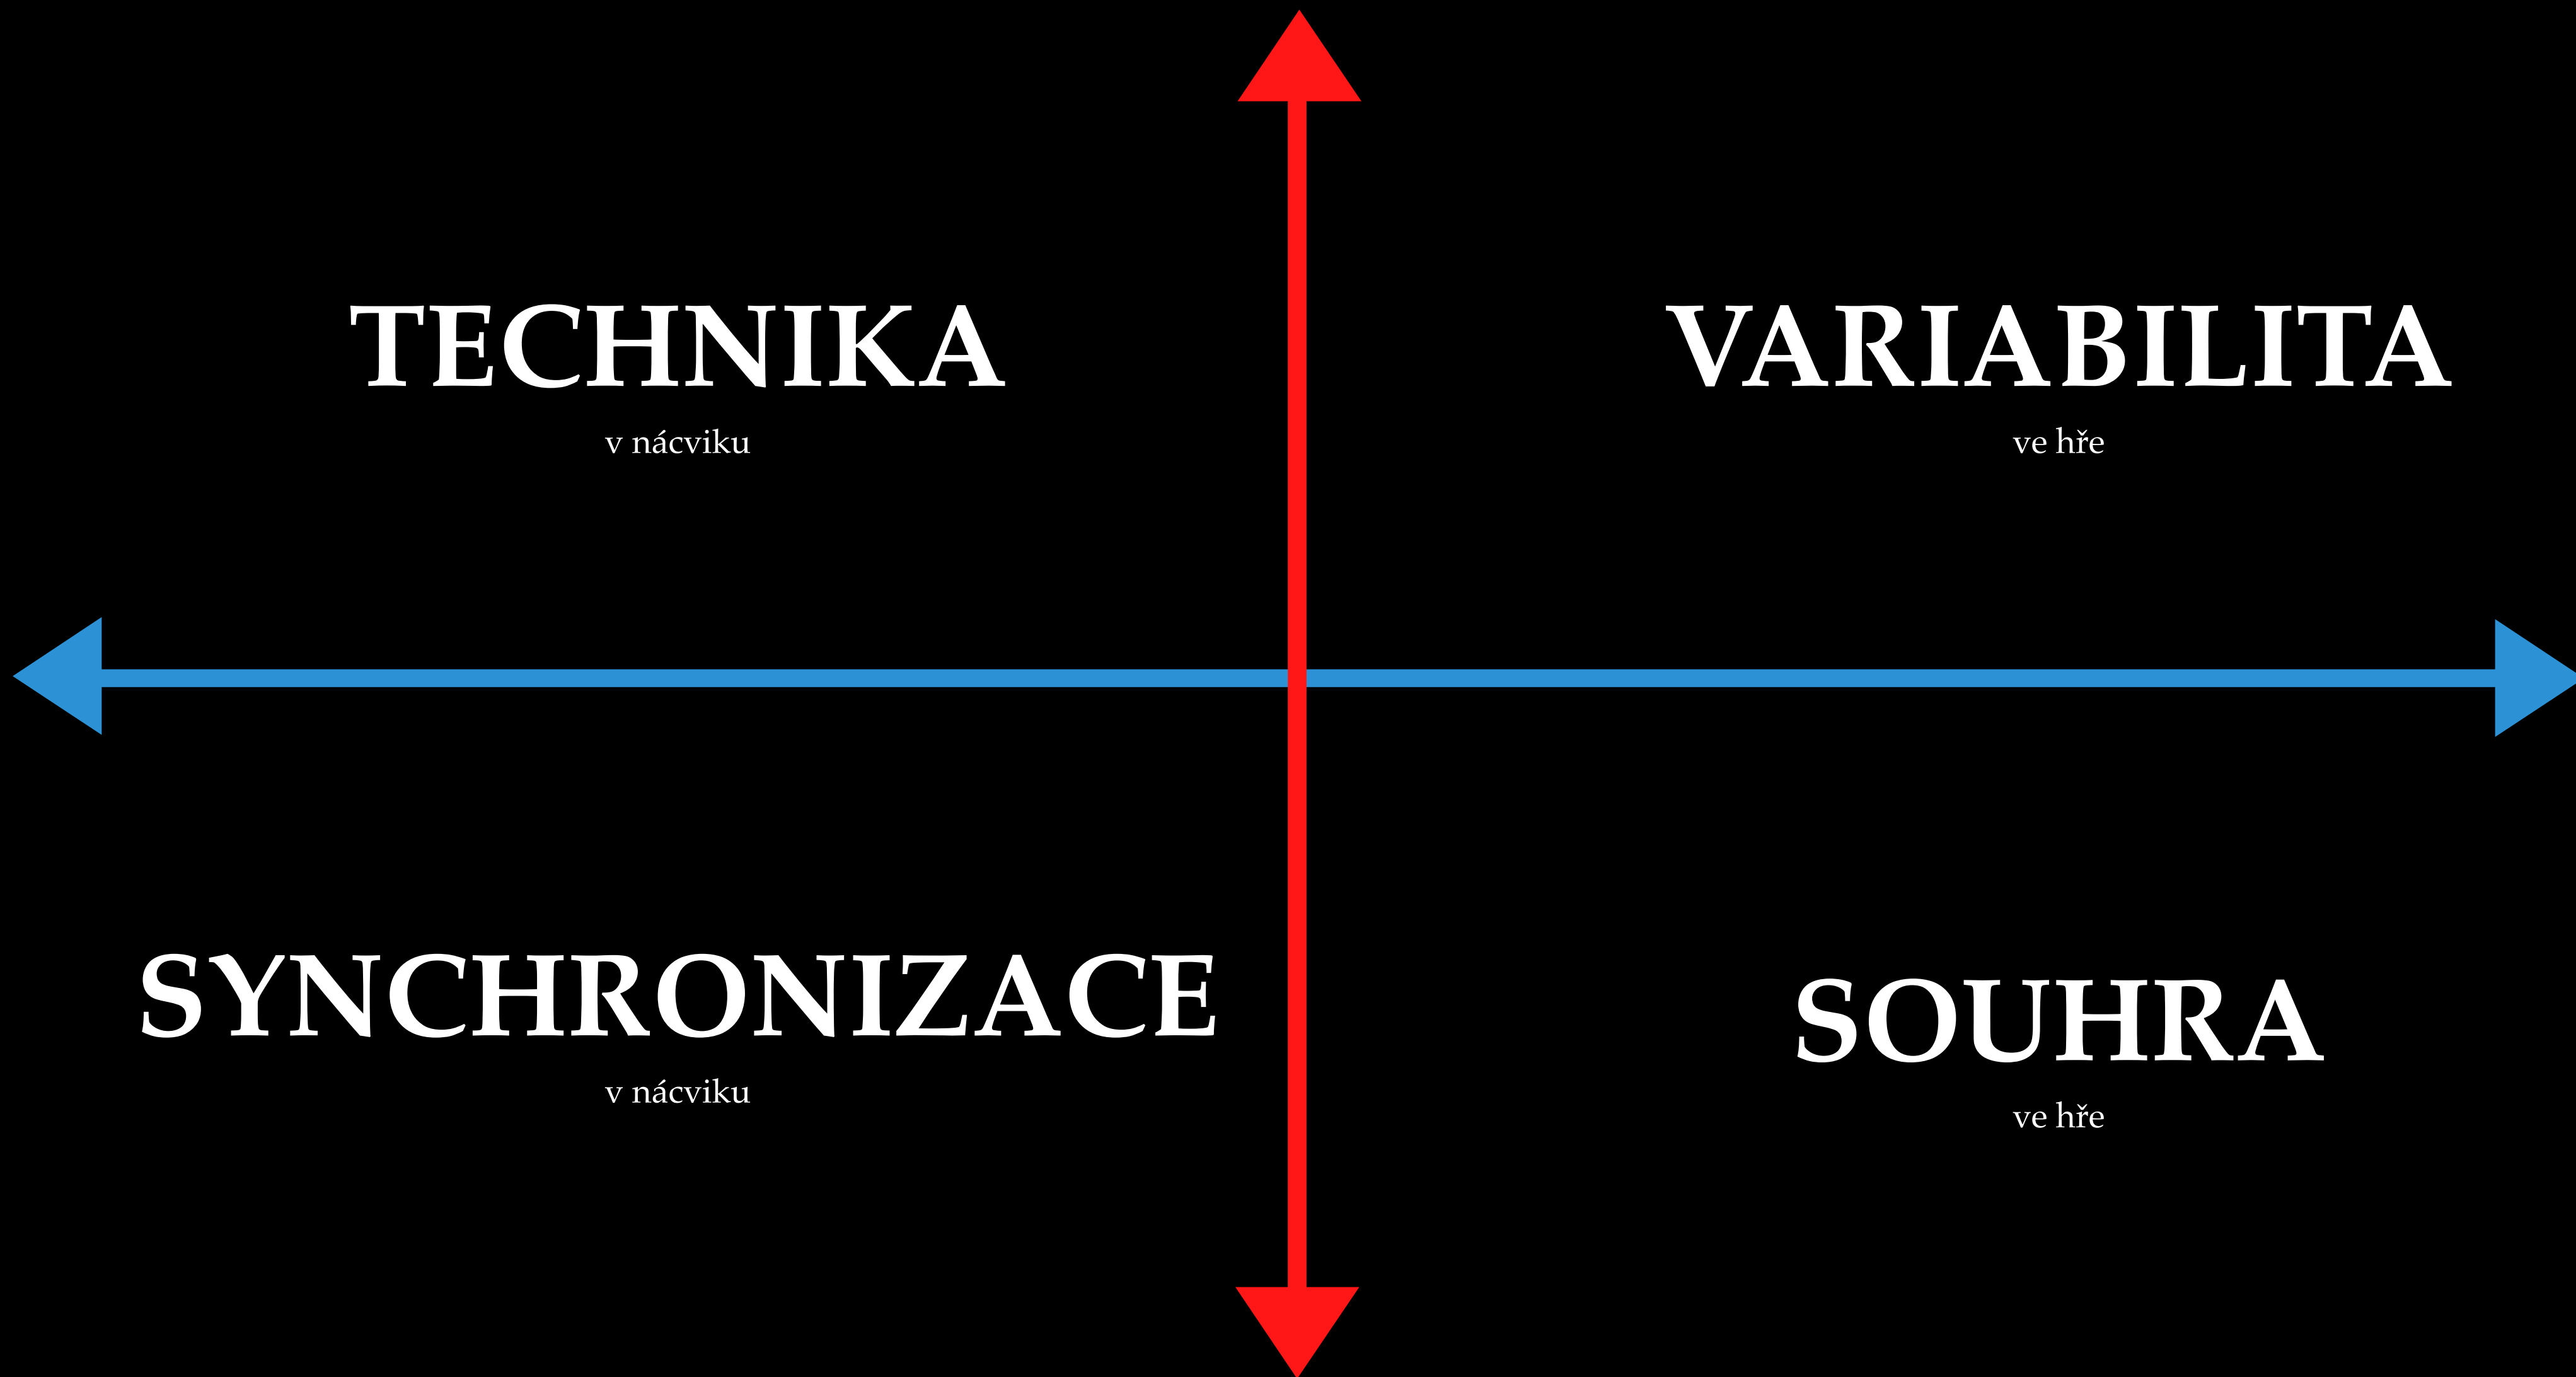 TECHNIKA
v nácviku
VARIABILITA
ve hře
SYNCHRONIZACE
v nácviku
SOUHRA
ve hře